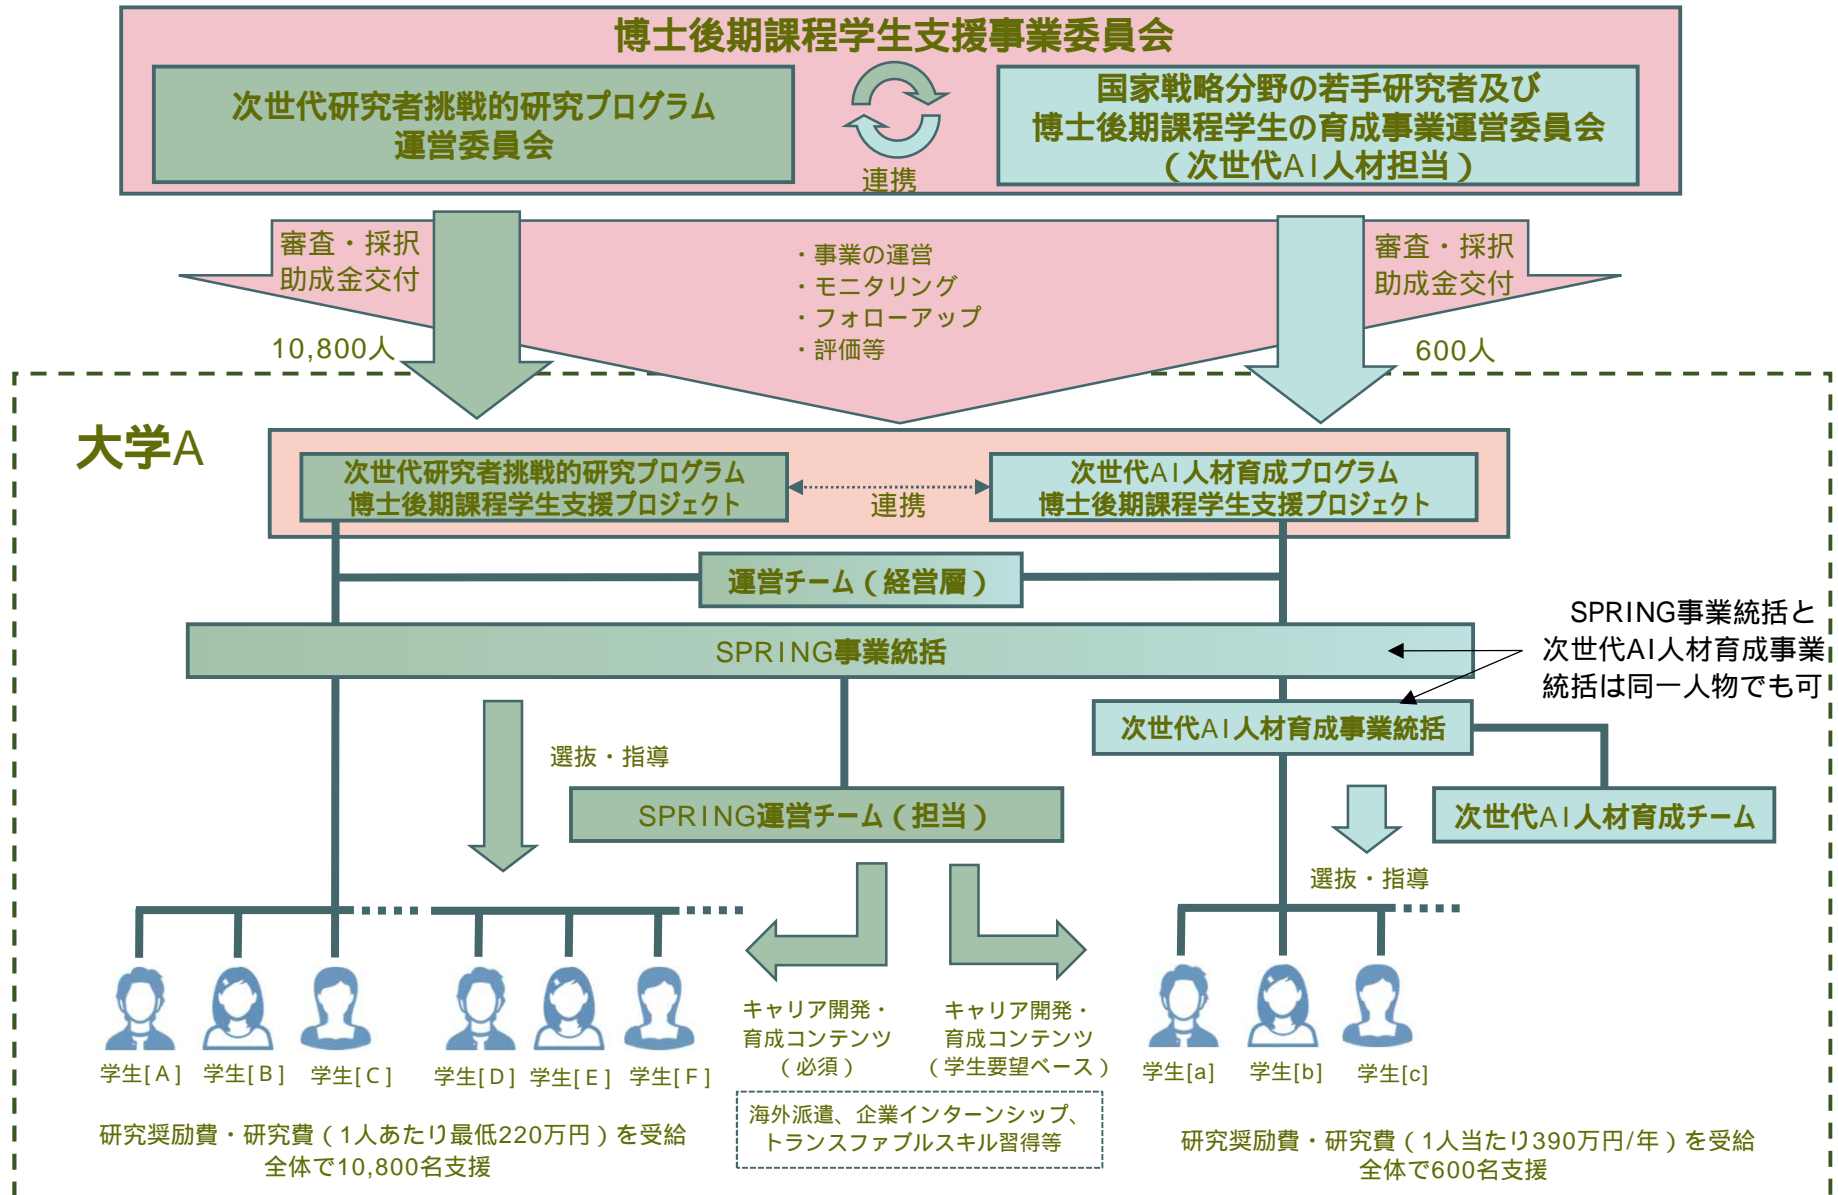 博士後期課程学生支援事業委員会
次世代研究者挑戦的研究プログラム
運営委員会
連携
国家戦略分野の若手研究者及び
博士後期課程学生の育成事業運営委員会
（次世代AI人材担当）
審査・採択
助成金交付
10,800人
・事業の運営
・モニタリング
・フォローアップ
・評価等
審査・採択
助成金交付
600人
大学A
次世代研究者挑戦的研究プログラム
博士後期課程学生支援プロジェクト
連携
次世代AI人材育成プログラム
博士後期課程学生支援プロジェクト
運営チーム（経営層）
SPRING事業統括
SPRING事業統括と
次世代AI人材育成事業
統括は同一人物でも可
次世代AI人材育成事業統括
選抜・指導
SPRING運営チーム（担当）
次世代AI人材育成チーム
選抜・指導
学生[A]
学生[B]
学生[C]
学生[D]
学生[E]
学生[F]
キャリア開発・
育成コンテンツ
（必須）
キャリア開発・
育成コンテンツ
（学生要望ベース）
学生[a]
学生[b]
学生[c]
海外派遣、企業インターンシップ、
トランスファブルスキル習得等
研究奨励費・研究費（1人あたり最低220万円）を受給
全体で10,800名支援
研究奨励費・研究費（1人当たり390万円/年）を受給
全体で600名支援